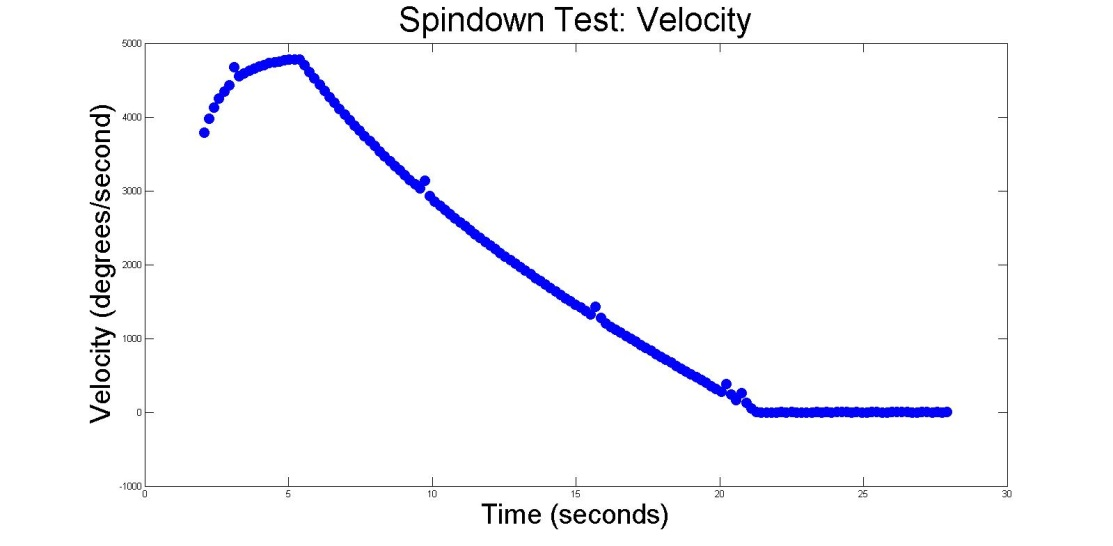 Spindown Test: Velocity
Velocity (degrees/second)
5000
4000
3000
2000
1000
0
-1000
0 5 10 15 20 25 30
Time (seconds)